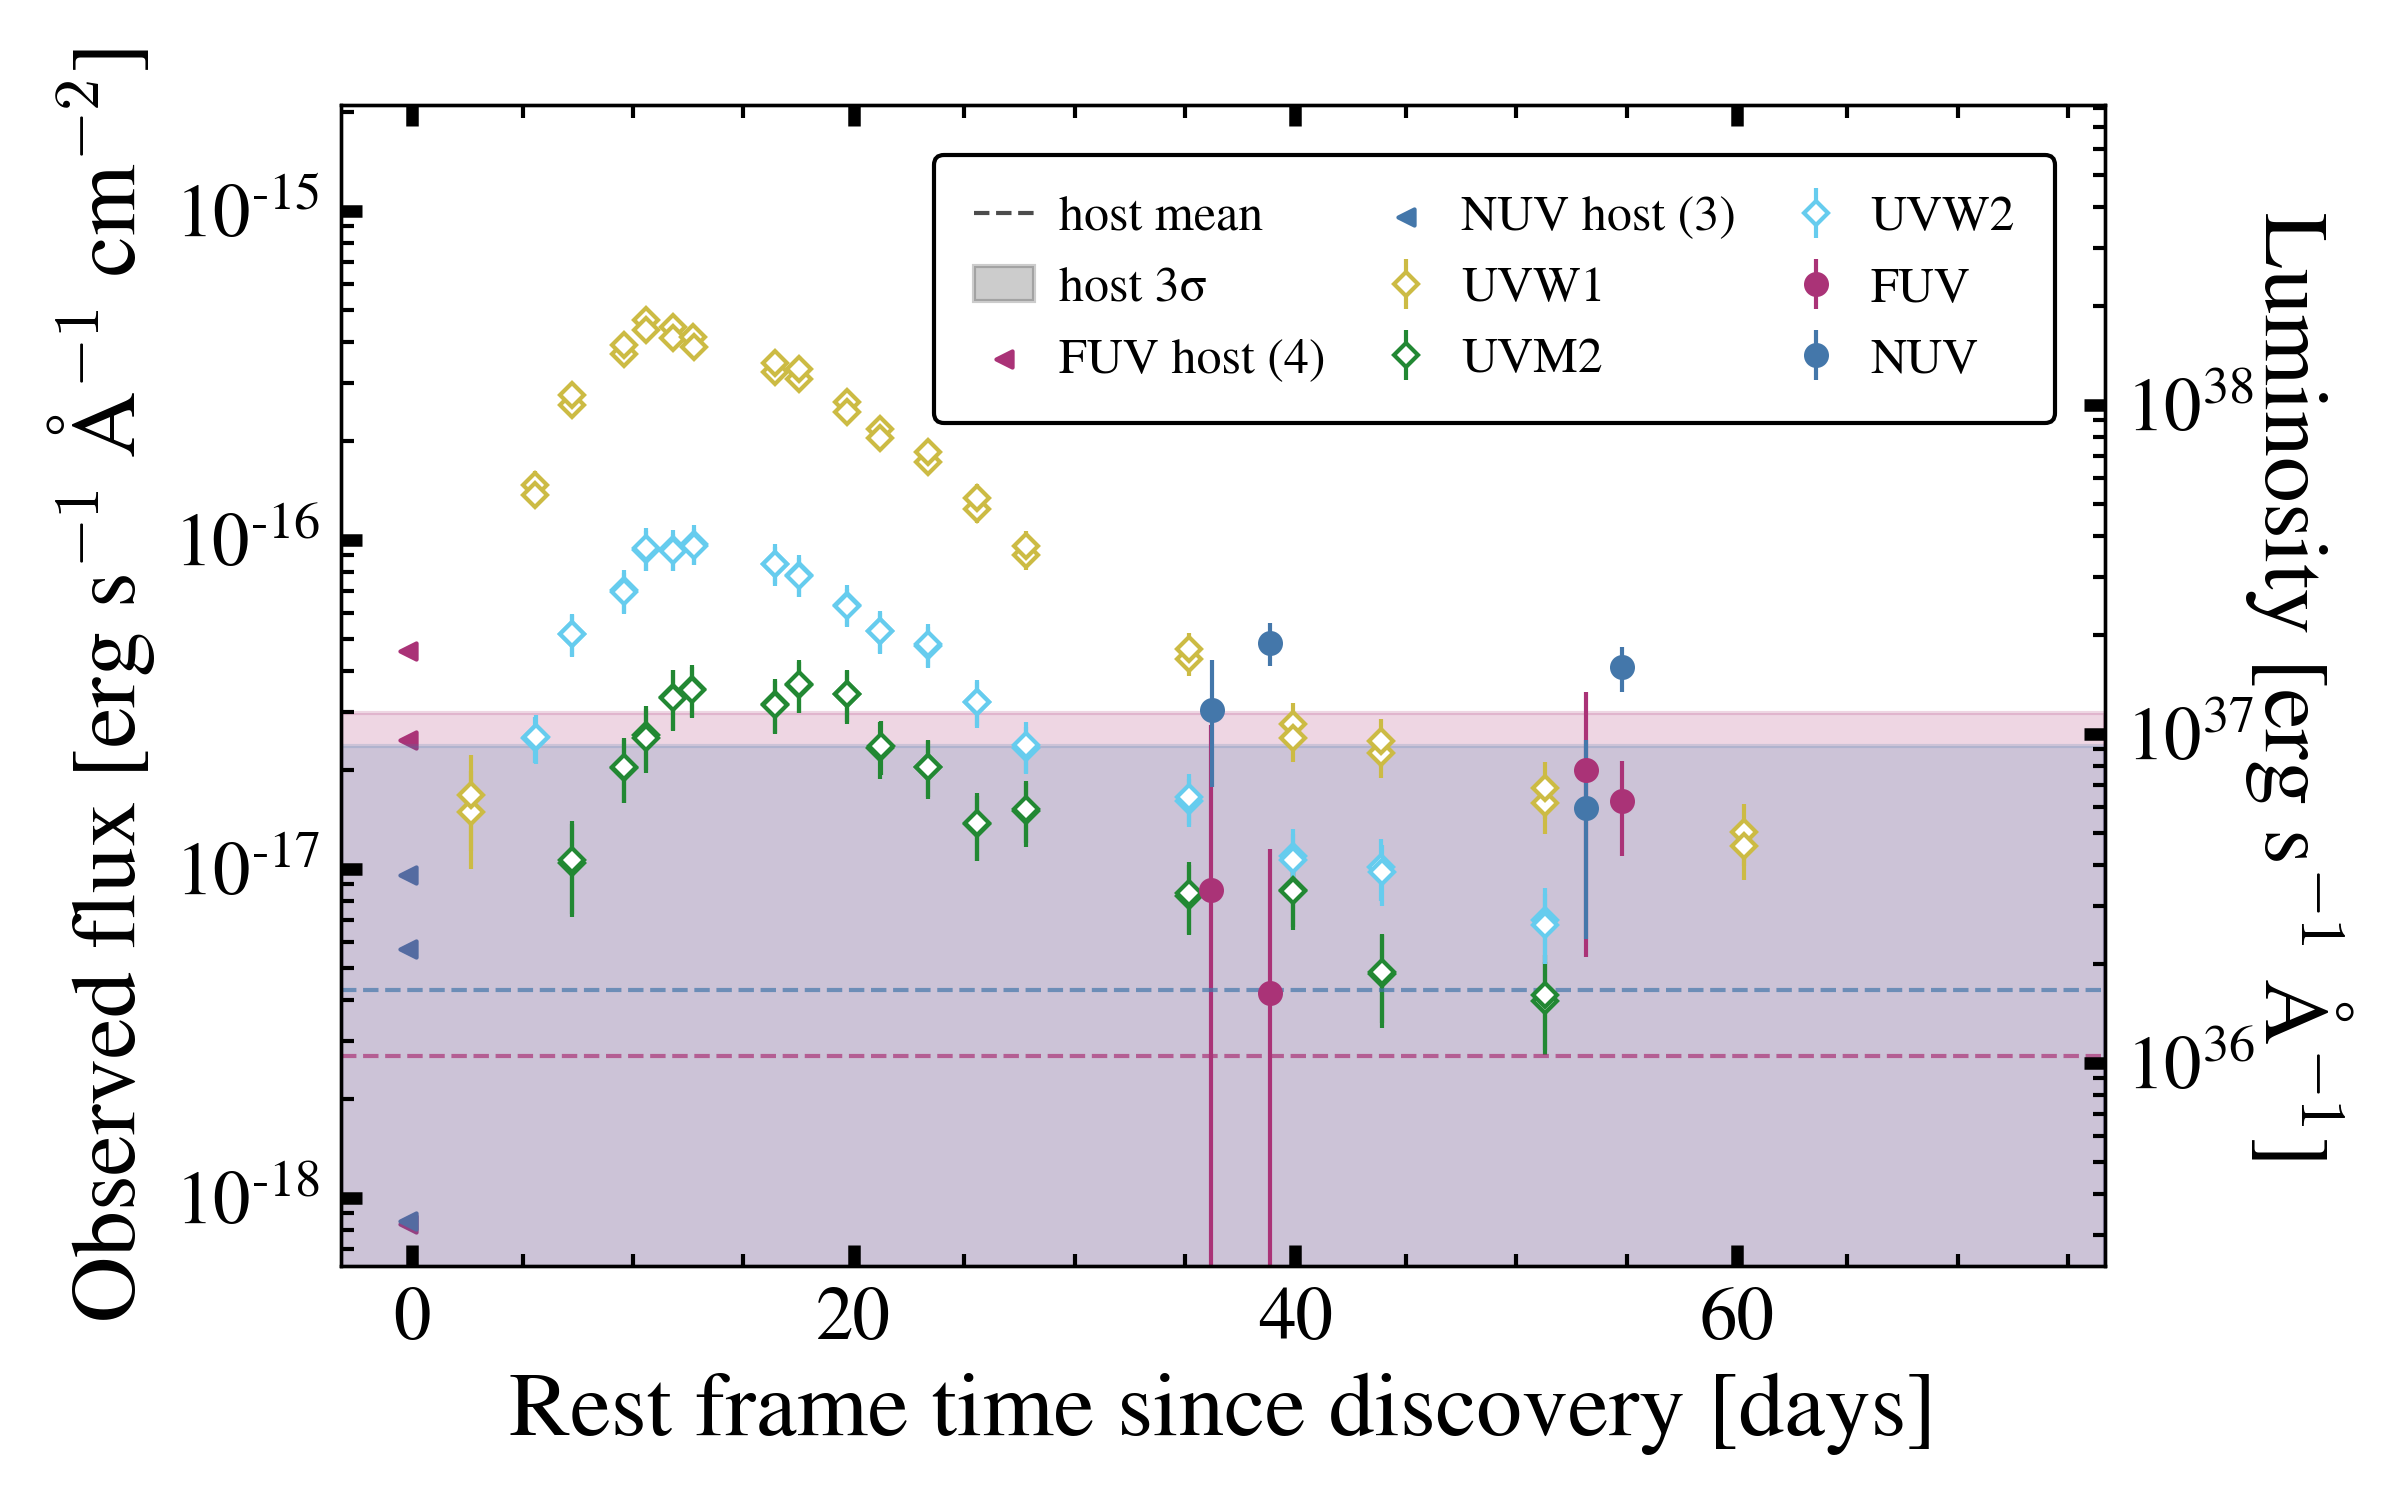 Observed flux [erg s⁻¹ Å⁻¹ cm⁻²]
10⁻¹⁵
10⁻¹⁶
10⁻¹⁷
10⁻¹⁸
host mean
host 3σ
FUV host (4)
NUV host (3)
UVW1
UVM2
UVW2
FUV
NUV
10³⁸
10³⁷
10³⁶
Luminosity [erg s⁻¹ Å⁻¹]
0 20 40 60
Rest frame time since discovery [days]